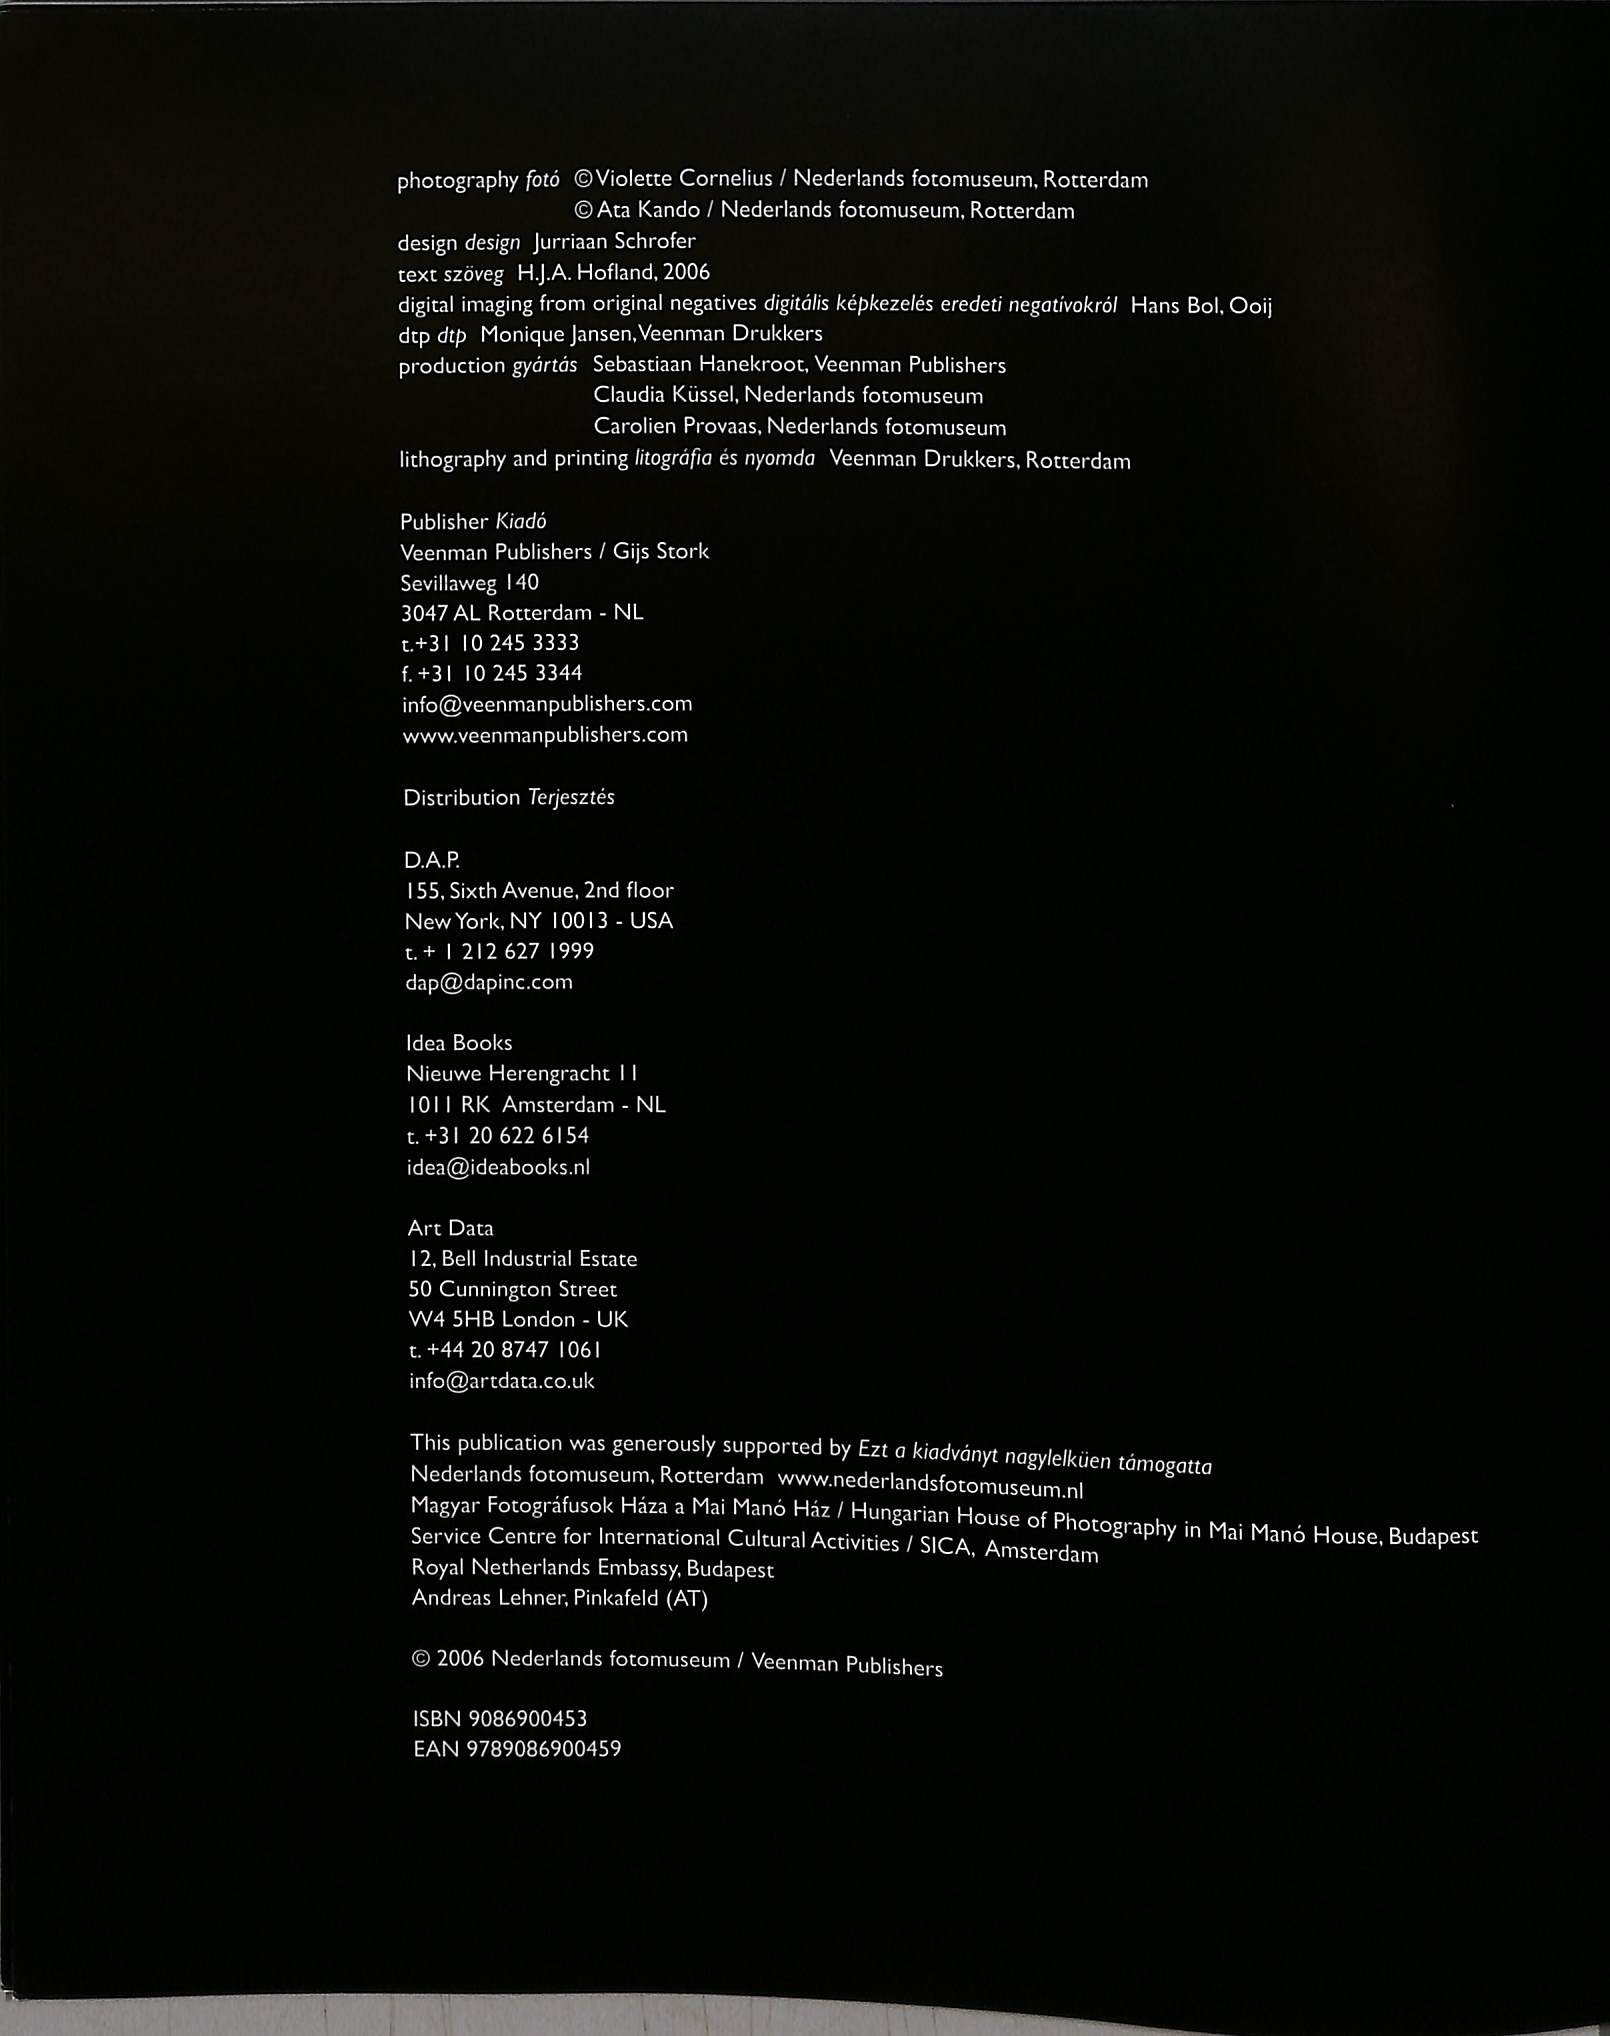 photography fotó ©Violette Cornelius / Nederlands fotomuseum, Rotterdam
© Ata Kando / Nederlands fotomuseum, Rotterdam
design design Jurriaan Schrofer
text szöveg H.J.A. Hofland, 2006
digital imaging from original negatives digitális képkezelés eredeti negatívokról Hans Bol, Ooij
dtp dtp Monique Jansen, Veenman Drukkers
production gyártás Sebastiaan Hanekroot, Veenman Publishers
Claudia Küssel, Nederlands fotomuseum
Carolien Provaas, Nederlands fotomuseum
lithography and printing litográfia és nyomda Veenman Drukkers, Rotterdam
Publisher Kiadó
Veenman Publishers / Gijs Stork
Sevillaweg 140
3047 AL Rotterdam - NL
t.+31 10 245 3333
f. +31 10 245 3344
info@veenmanpublishers.com
www.veenmanpublishers.com
Distribution Terjesztés
D.A.P.
155, Sixth Avenue, 2nd floor
New York, NY 10013 - USA
t. + 1 212 627 1999
dap@dapinc.com
Idea Books
Nieuwe Herengracht 11
1011 RK Amsterdam - NL
t. +31 20 622 6154
idea@ideabooks.nl
Art Data
12, Bell Industrial Estate
50 Cunnington Street
W4 5HB London - UK
t. +44 20 8747 1061
info@artdata.co.uk
This publication was generously supported by Ezt a kiadványt nagylelküen támogatta
Nederlands fotomuseum, Rotterdam www.nederlandsfotomuseum.nl
Magyar Fotográfusok Háza a Mai Manó Ház / Hungarian House of Photography in Mai Manó House, Budapest
Service Centre for International Cultural Activities / SICA, Amsterdam
Royal Netherlands Embassy, Budapest
Andreas Lehner, Pinkafeld (AT)
© 2006 Nederlands fotomuseum / Veenman Publishers
ISBN 9086900453
EAN 9789086900459